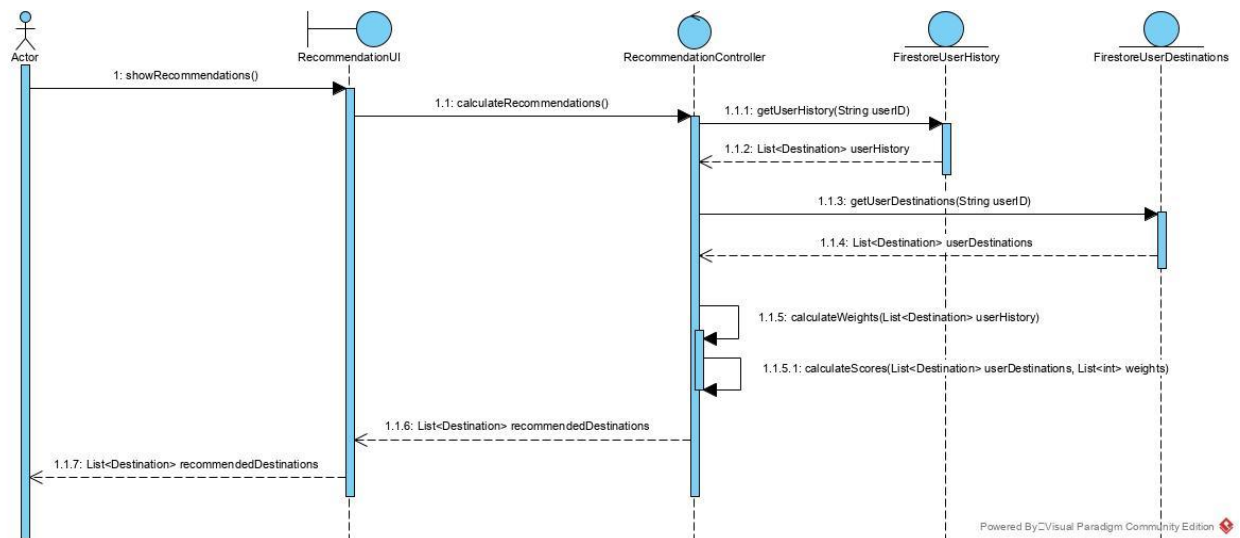 Actor
RecommendationUI
RecommendationController
FirestoreUserHistory
FirestoreUserDestinations
1: showRecommendations()
1.1: calculateRecommendations()
1.1.1: getUserHistory(String userID)
1.1.2: List<Destination> userHistory
1.1.3: getUserDestinations(String userID)
1.1.4: List<Destination> userDestinations
1.1.5: calculateWeights(List<Destination> userHistory)
1.1.5.1: calculateScores(List<Destination> userDestinations, List<int> weights)
1.1.6: List<Destination> recommendedDestinations
1.1.7: List<Destination> recommendedDestinations
Powered By Visual Paradigm Community Edition